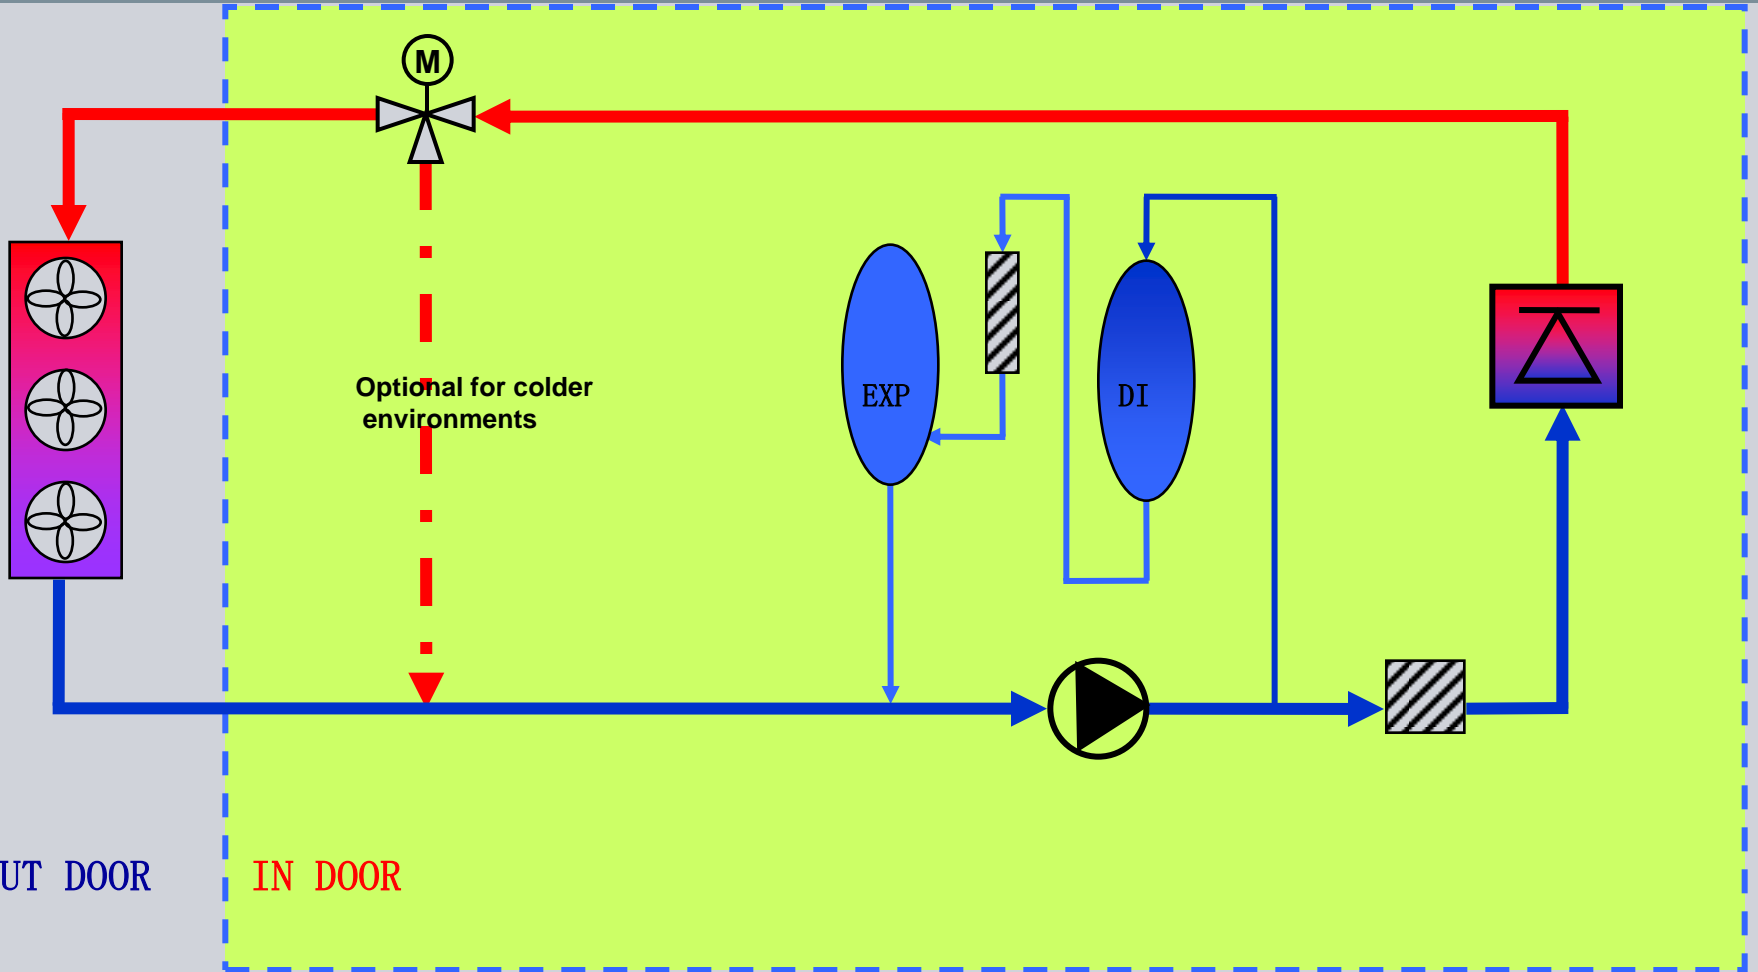 M
Optional for colder
environments
EXP
DI
UT DOOR
IN DOOR